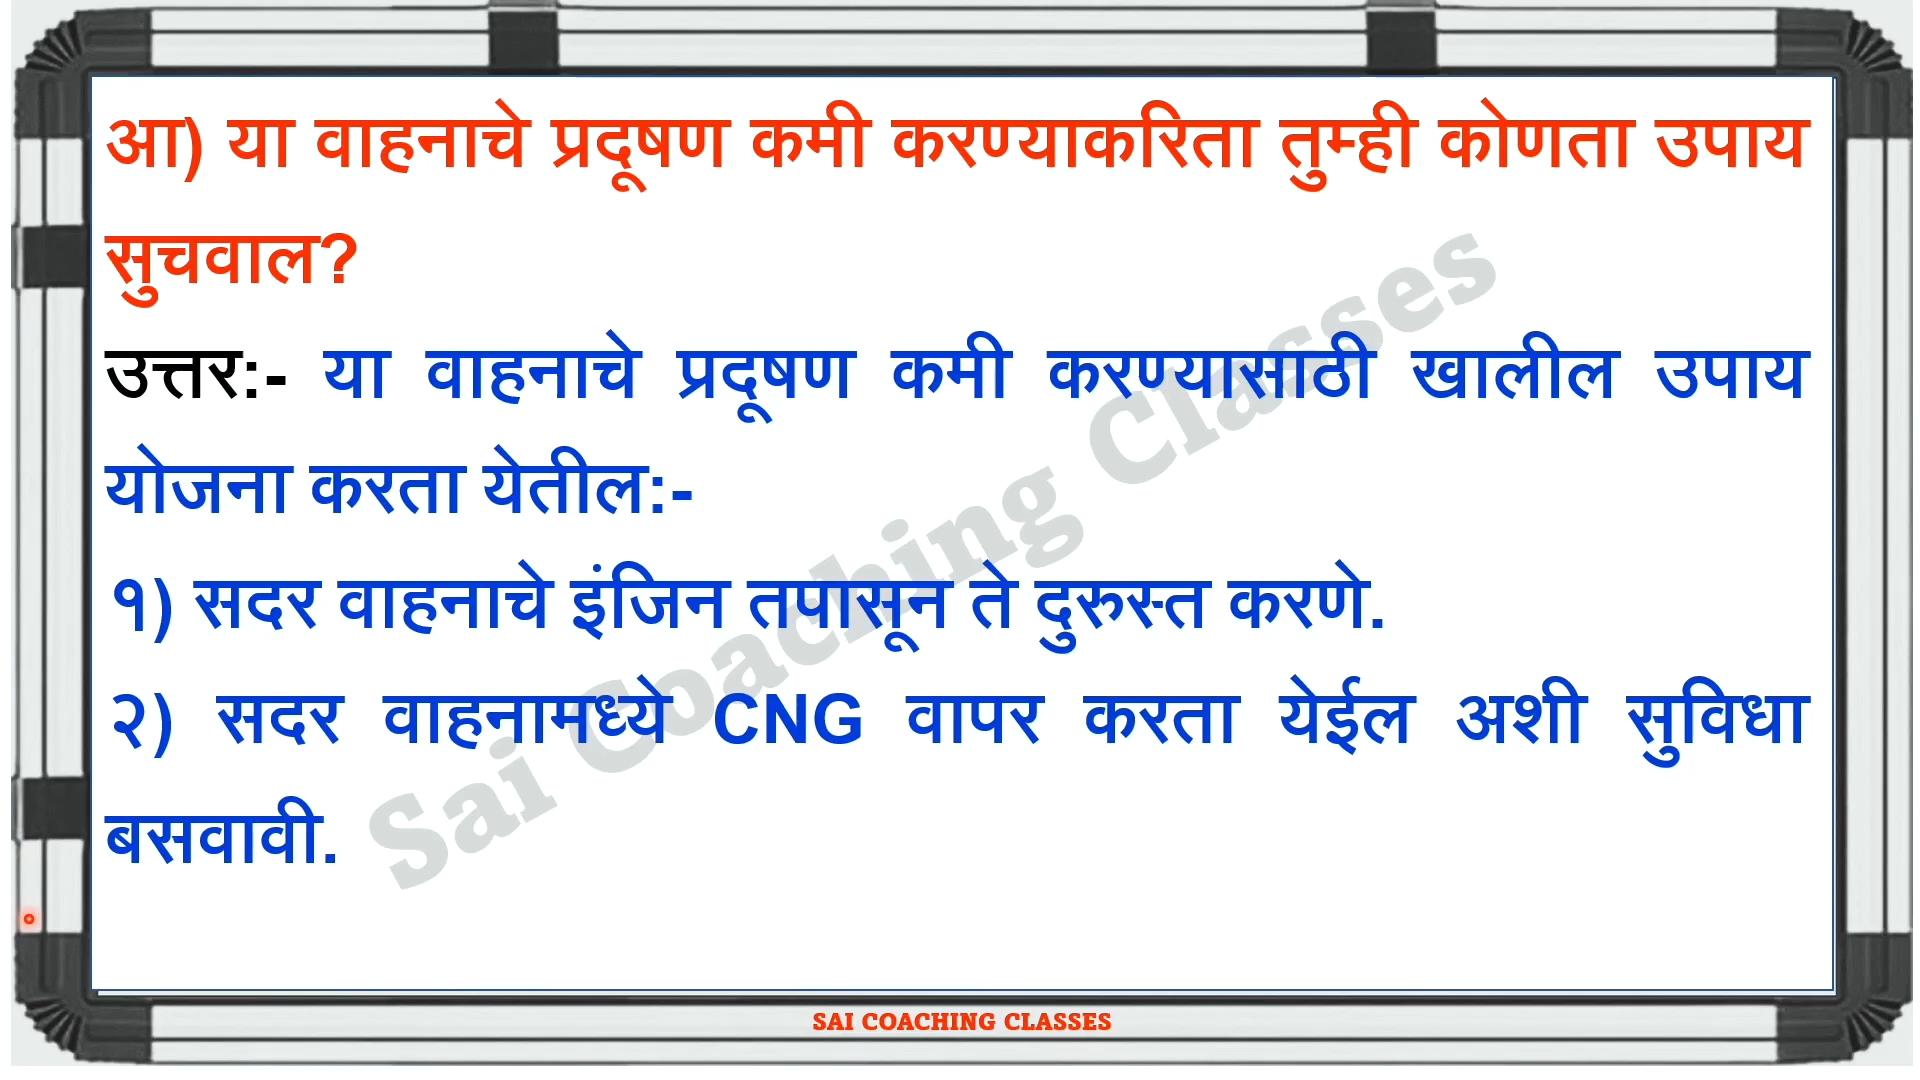 आ) या वाहनाचे प्रदूषण कमी करण्याकरिता तुम्ही कोणता उपाय
सुचवाल?
उत्तर:- या वाहनाचे प्रदूषण कमी करण्यासाठी खालील उपाय
योजना करता येतील:-
१) सदर वाहनाचे इंजिन तपासून ते दुरुस्त करणे.
२) सदर वाहनामध्ये CNG वापर करता येईल अशी सुविधा
बसवावी.
Sai Coaching Classes
SAI COACHING CLASSES